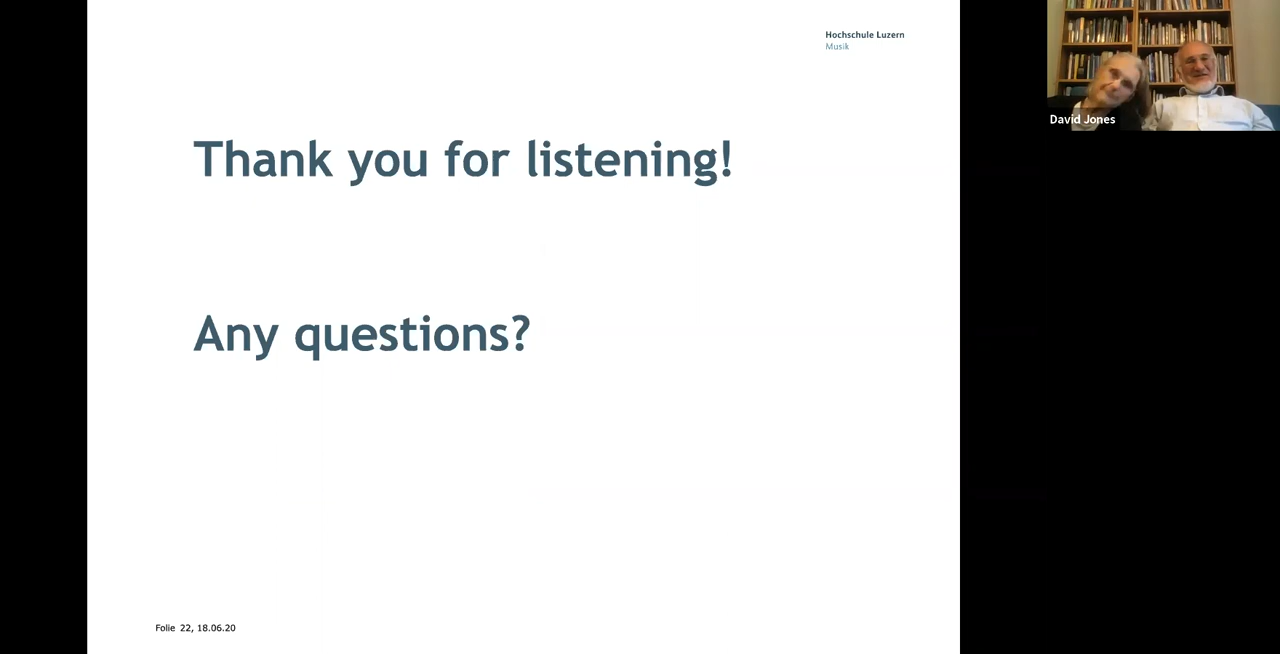 Hochschule Luzern
Musik
David Jones
Thank you for listening!
Any questions?
Folie 22, 18.06.20